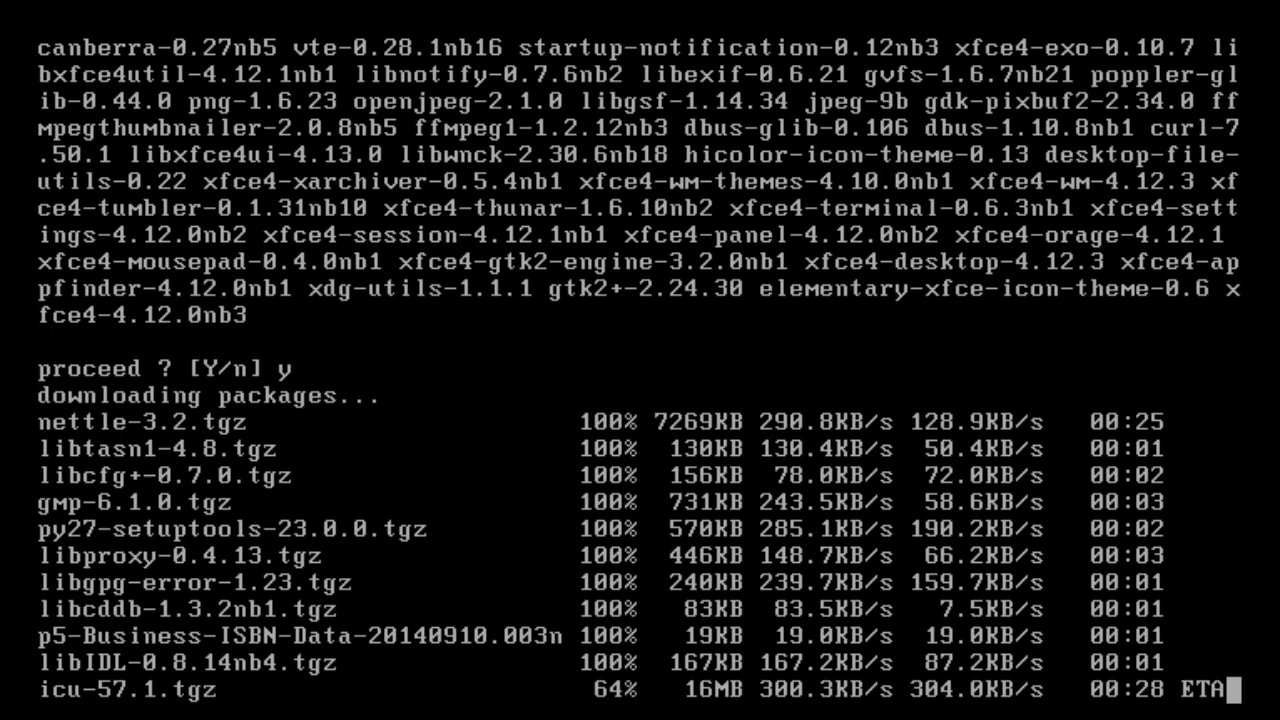 canberra-0.27nb5 vte-0.28.1nb16 startup-notification-0.12nb3 xfce4-exo-0.10.7 li
bxfce4util-4.12.1nb1 libnotify-0.7.6nb2 libexif-0.6.21 gvfs-1.6.7nb21 poppler-gl
ib-0.44.0 png-1.6.23 openjpeg-2.1.0 libgsf-1.14.34 jpeg-9b gdk-pixbuf2-2.34.0 ff
mpegthumbnailer-2.0.8nb5 ffmpeg1-1.2.12nb3 dbus-glib-0.106 dbus-1.10.8nb1 curl-7
.50.1 libxfce4ui-4.13.0 libwnck-2.30.6nb18 hicolor-icon-theme-0.13 desktop-file-
utils-0.22 xfce4-xarchiver-0.5.4nb1 xfce4-wm-themes-4.10.0nb1 xfce4-wm-4.12.3 xf
ce4-tumbler-0.1.31nb10 xfce4-thunar-1.6.10nb2 xfce4-terminal-0.6.3nb1 xfce4-sett
ings-4.12.0nb2 xfce4-session-4.12.1nb1 xfce4-panel-4.12.0nb2 xfce4-orage-4.12.1
xfce4-mousepad-0.4.0nb1 xfce4-gtk2-engine-3.2.0nb1 xfce4-desktop-4.12.3 xfce4-ap
pfinder-4.12.0nb1 xdg-utils-1.1.1 gtk2+-2.24.30 elementary-xfce-icon-theme-0.6 x
fce4-4.12.0nb3
proceed ? [Y/n] y
downloading packages...
nettle-3.2.tgz 100% 7269KB 290.8KB/s 128.9KB/s 00:25
libtasn1-4.8.tgz 100% 130KB 130.4KB/s 50.4KB/s 00:01
libcfg+-0.7.0.tgz 100% 156KB 78.0KB/s 72.0KB/s 00:02
gmp-6.1.0.tgz 100% 731KB 243.5KB/s 58.6KB/s 00:03
py27-setuptools-23.0.0.tgz 100% 570KB 285.1KB/s 190.2KB/s 00:02
libproxy-0.4.13.tgz 100% 446KB 148.7KB/s 66.2KB/s 00:03
libgpg-error-1.23.tgz 100% 240KB 239.7KB/s 159.7KB/s 00:01
libcddb-1.3.2nb1.tgz 100% 83KB 83.5KB/s 7.5KB/s 00:01
p5-Business-ISBN-Data-20140910.003n 100% 19KB 19.0KB/s 19.0KB/s 00:01
libIDL-0.8.14nb4.tgz 100% 167KB 167.2KB/s 87.2KB/s 00:01
icu-57.1.tgz 64% 16MB 300.3KB/s 304.0KB/s 00:28 ETA